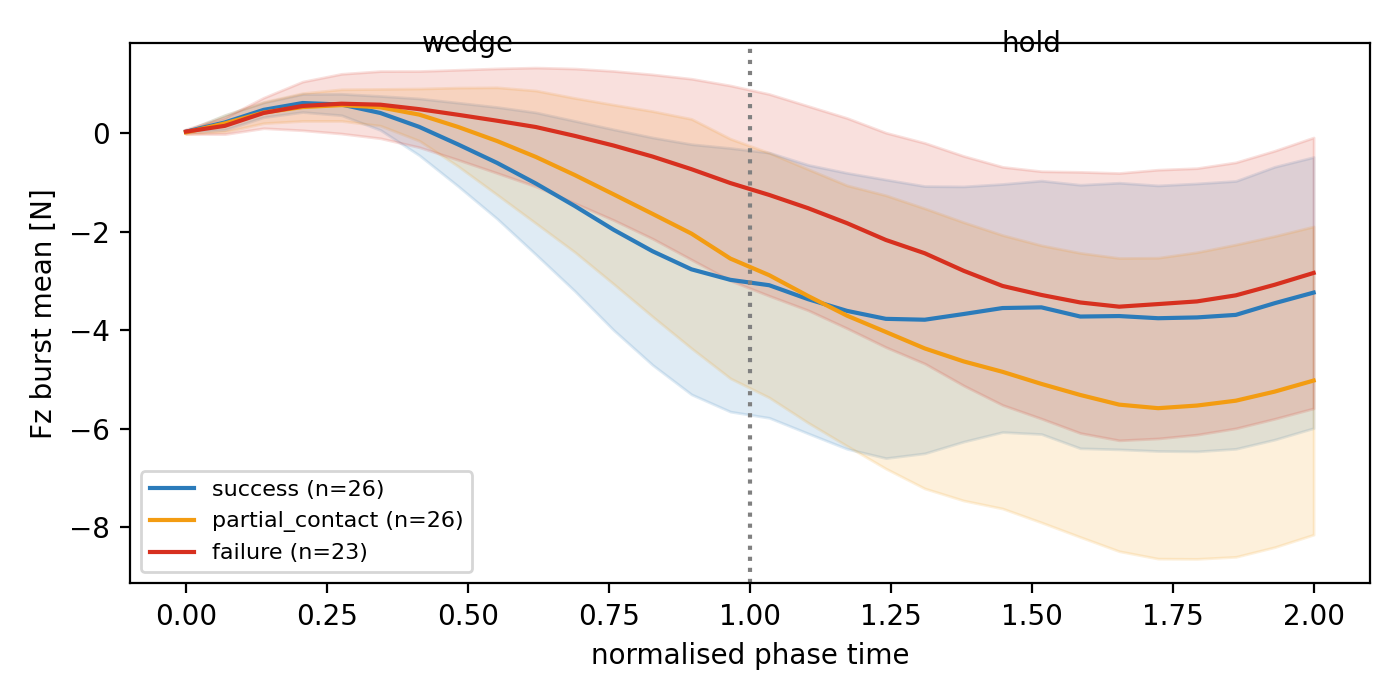 wedge hold
Fz burst mean [N]
0
−2
−4
−6
−8
success (n=26)
partial_contact (n=26)
failure (n=23)
0.00 0.25 0.50 0.75 1.00 1.25 1.50 1.75 2.00
normalised phase time